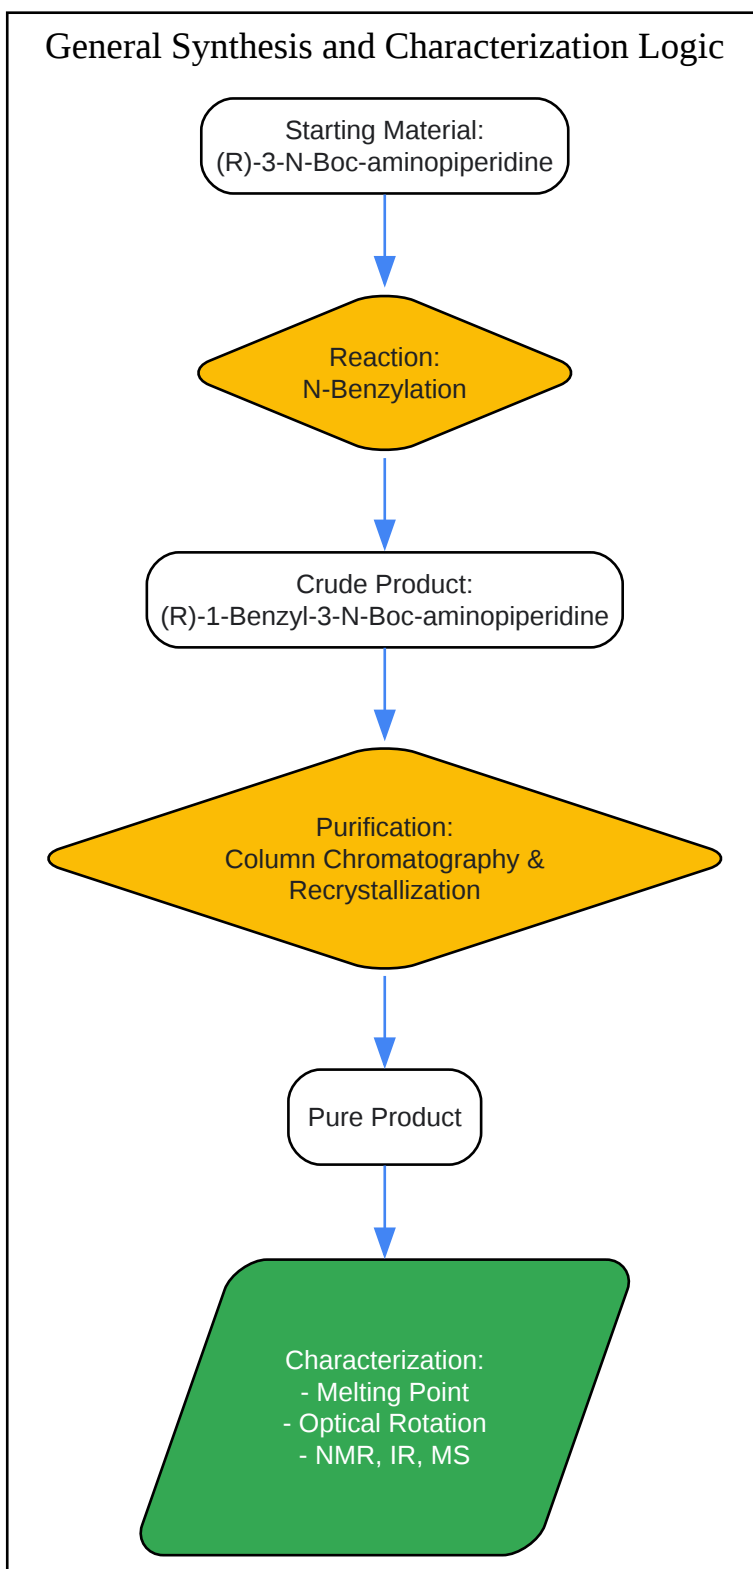 General Synthesis and Characterization Logic
Starting Material:
(R)-3-N-Boc-aminopiperidine
Reaction:
N-Benzylation
Crude Product:
(R)-1-Benzyl-3-N-Boc-aminopiperidine
Purification:
Column Chromatography &
Recrystallization
Pure Product
Characterization:
- Melting Point
- Optical Rotation
- NMR, IR, MS